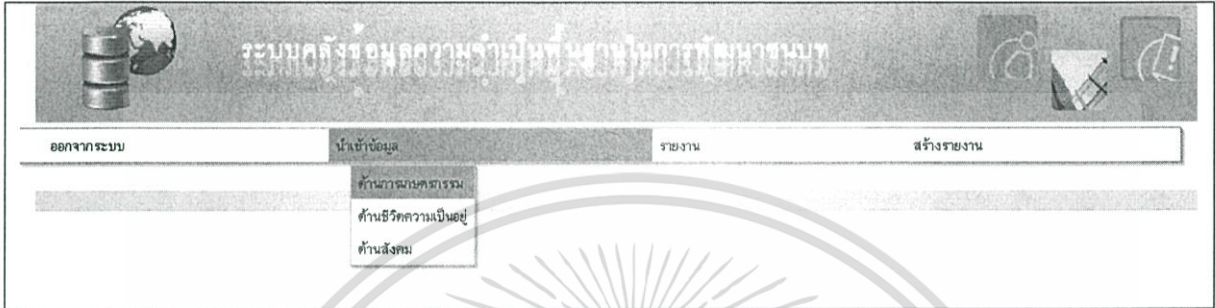 ระบบคลังข้อมูลความจำเป็นพื้นฐานในการพัฒนาชนบท
ออกจากระบบ นำเข้าข้อมูล รายงาน สร้างรายงาน
ด้านการเกษตรกรรม
ด้านชีวิตความเป็นอยู่
ด้านสังคม